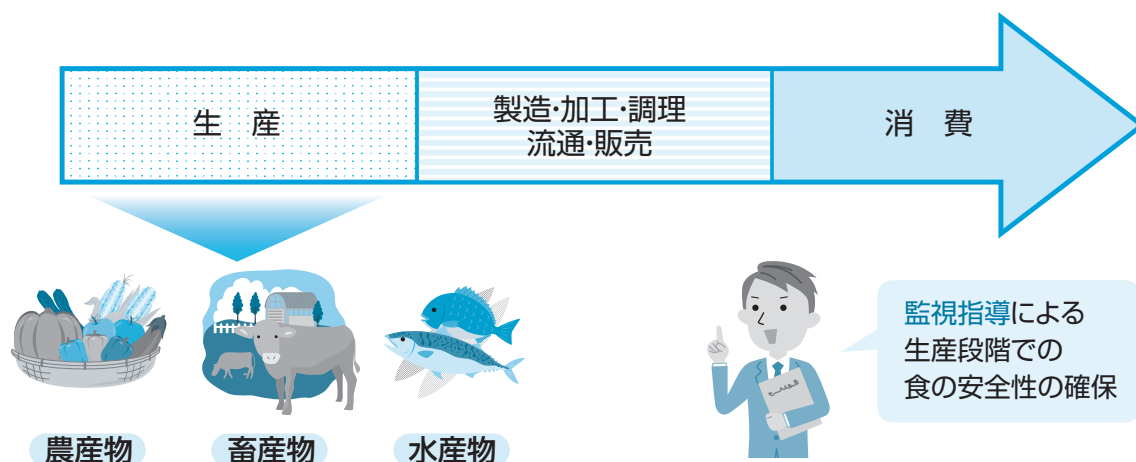 生　産
製造・加工・調理
流通・販売
消　費
監視指導による
生産段階での
食の安全性の確保
農産物
畜産物
水産物